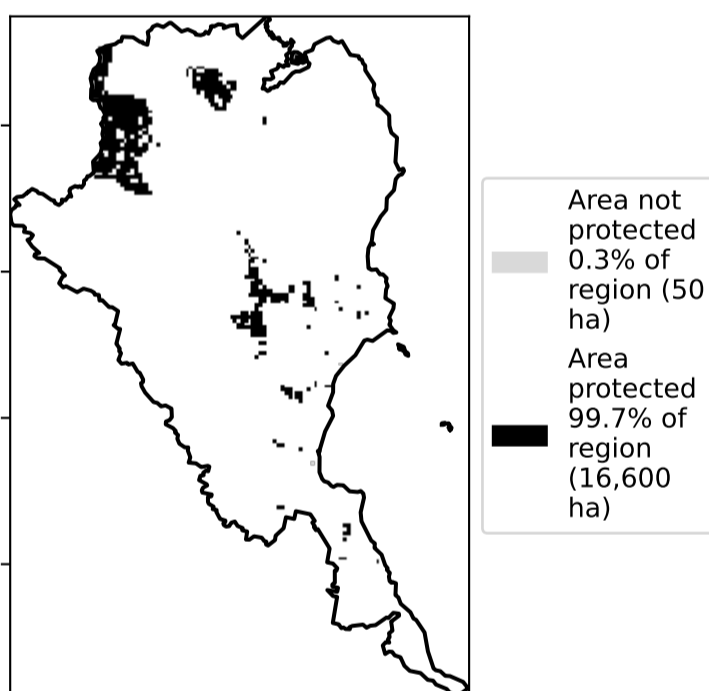 Area not
protected
0.3% of
region (50
ha)
Area
protected
99.7% of
region
(16,600
ha)